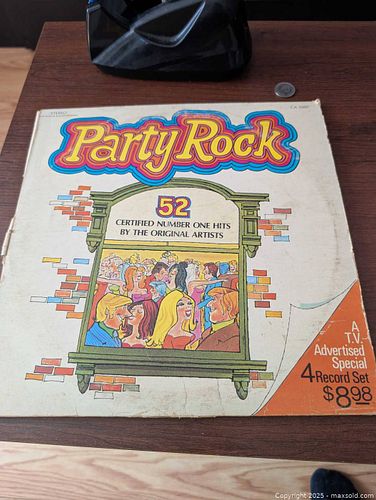 STEREO
Party Rock
52
CERTIFIED NUMBER ONE HITS
BY THE ORIGINAL ARTISTS
A
T.V.
Advertised
Special
4 Record Set
$8.98
Copyright 2025 - maxsold.com